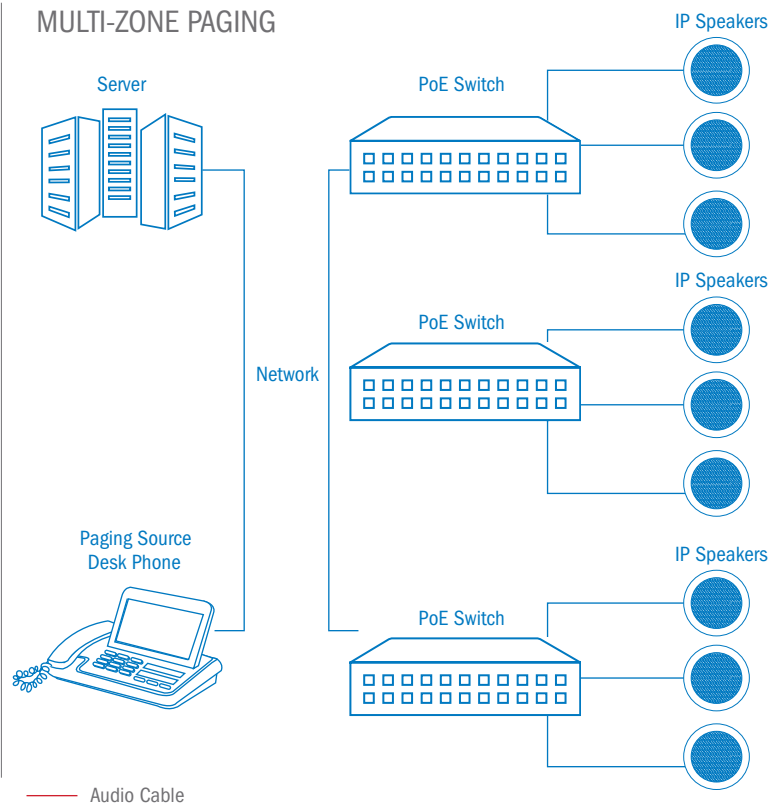 MULTI-ZONE PAGING
IP Speakers
Server
PoE Switch
IP Speakers
PoE Switch
Network
Paging Source
Desk Phone
IP Speakers
PoE Switch
Audio Cable